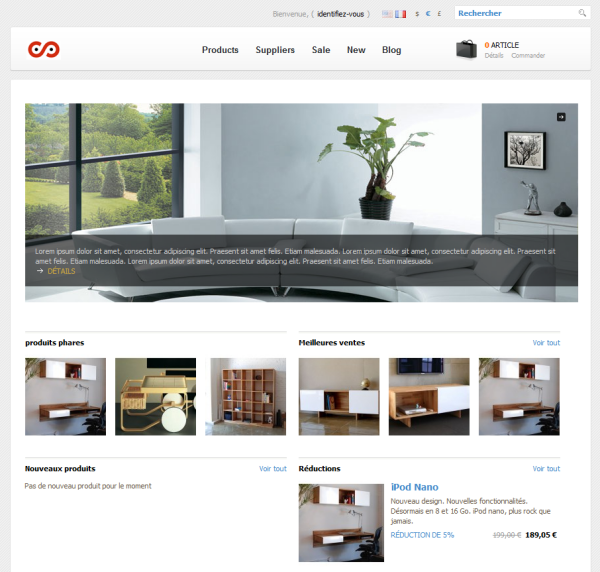 Bienvenue, ( identifiez-vous ) $ € £ Rechercher
Products Suppliers Sale New Blog
0 ARTICLE
Détails Commander
Lorem ipsum dolor sit amet, consectetur adipiscing elit. Praesent sit amet felis. Etiam malesuada. Lorem ipsum dolor sit amet, consectetur adipiscing elit. Praesent sit amet felis.
Etiam malesuada. Lorem ipsum dolor sit amet, consectetur adipiscing elit. Praesent sit amet felis. Etiam malesuada.
DÉTAILS
produits phares
Meilleures ventes Voir tout
Nouveaux produits Voir tout
Pas de nouveau produit pour le moment
Réductions Voir tout
iPod Nano
Nouveau design. Nouvelles fonctionnalités.
Désormais en 8 et 16 Go. iPod nano, plus rock que
jamais.
RÉDUCTION DE 5% 199,00 € 189,05 €